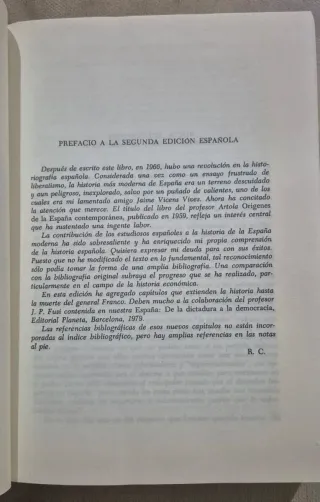 PREFACIO A LA SEGUNDA EDICIÓN ESPAÑOLA
Después de escrito este libro, en 1966, hubo una revolución en la histo-
riografía española. Considerada una vez como un ensayo frustrado de
liberalismo, la historia más moderna de España era un terreno descuidado
y aun peligroso, inexplorado, salvo por un puñado de valientes, uno de los
cuales era mi lamentado amigo Jaime Vicens Vives. Ahora ha concitado
la atención que merece. El título del libro del profesor Artola Orígenes
de la España contemporánea, publicado en 1959, refleja un interés central
que ha sustentado una ingente labor.
La contribución de los estudiosos españoles a la historia de la España
moderna ha sido sobresaliente y ha enriquecido mi propia comprensión
de la historia española. Quisiera expresar mi deuda para con sus éxitos.
Puesto que no he modificado el texto en lo fundamental, tal reconocimiento
sólo podía tomar la forma de una amplia bibliografía. Una comparación
con la bibliografía original subraya el progreso que se ha realizado, par-
ticularmente en el campo de la historia económica.
En esta edición he agregado capítulos que extienden la historia hasta
la muerte del general Franco. Deben mucho a la colaboración del profesor
J. P. Fusi contenida en nuestra España: De la dictadura a la democracia,
Editorial Planeta, Barcelona, 1979.
Las referencias bibliográficas de esos nuevos capítulos no están incor-
poradas al índice bibliográfico, pero hay amplias referencias en las notas
al pie.
R. C.